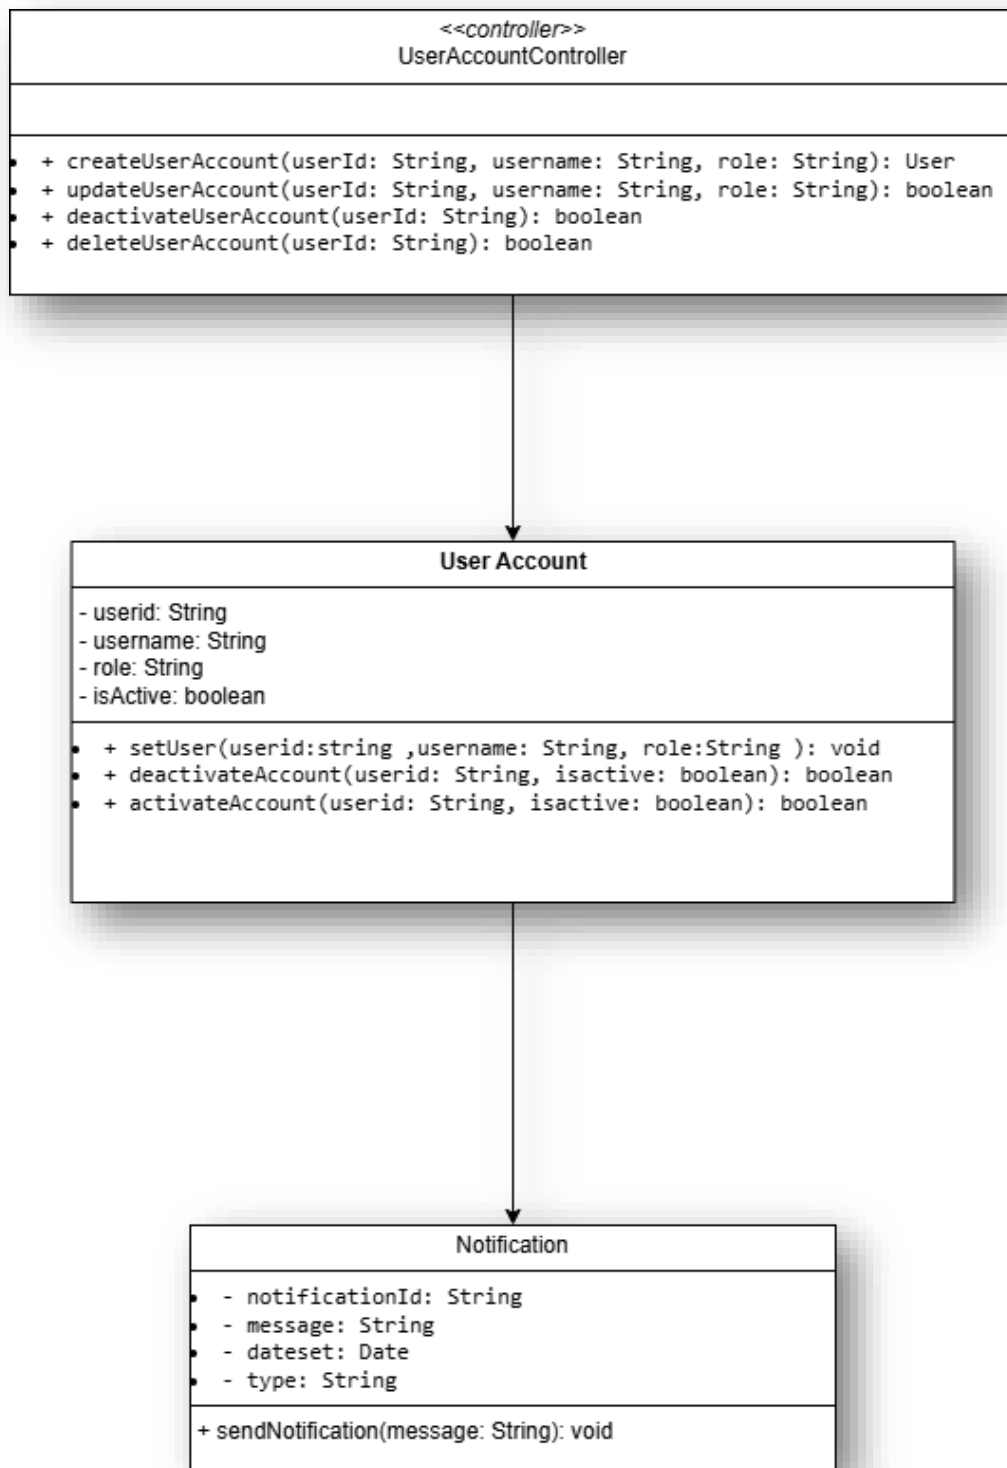 <<controller>>
UserAccountController
• + createUserAccount(userId: String, username: String, role: String): User
• + updateUserAccount(userId: String, username: String, role: String): boolean
• + deactivateUserAccount(userId: String): boolean
• + deleteUserAccount(userId: String): boolean
User Account
- userid: String
- username: String
- role: String
- isActive: boolean
• + setUser(userid:string ,username: String, role:String ): void
• + deactivateAccount(userid: String, isactive: boolean): boolean
• + activateAccount(userid: String, isactive: boolean): boolean
Notification
• - notificationId: String
• - message: String
• - dateset: Date
• - type: String
+ sendNotification(message: String): void